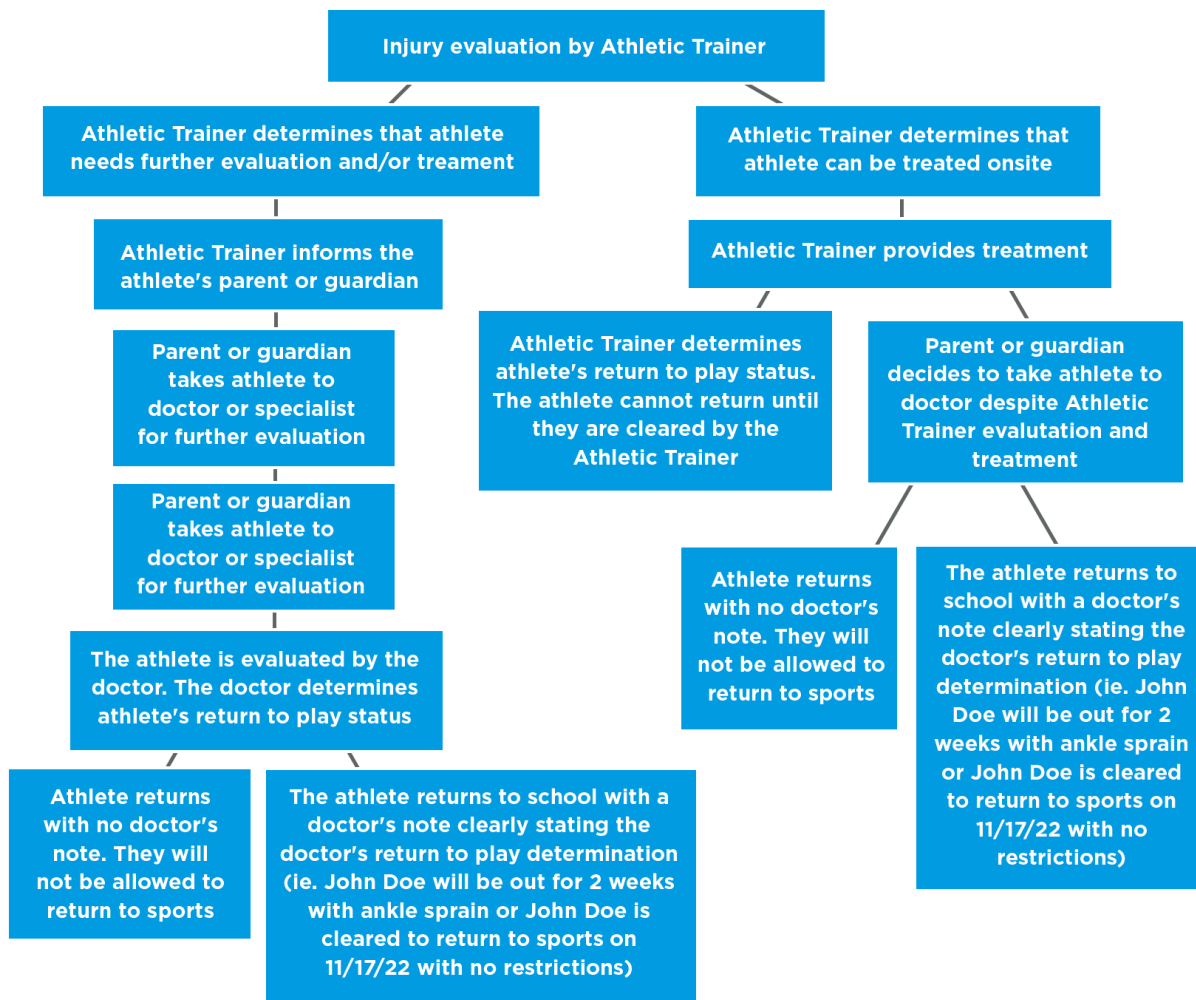 Injury evaluation by Athletic Trainer
Athletic Trainer determines that athlete
needs further evaluation and/or treament
Athletic Trainer determines that
athlete can be treated onsite
Athletic Trainer informs the
athlete's parent or guardian
Athletic Trainer provides treatment
Parent or guardian
takes athlete to
doctor or specialist
for further evaluation
Athletic Trainer determines
athlete's return to play status.
The athlete cannot return until
they are cleared by the
Athletic Trainer
Parent or guardian
decides to take athlete to
doctor despite Athletic
Trainer evalutation and
treatment
Parent or guardian
takes athlete to
doctor or specialist
for further evaluation
Athlete returns
with no doctor's
note. They will
not be allowed to
return to sports
The athlete returns to
school with a doctor's
note clearly stating the
doctor's return to play
determination (ie. John
Doe will be out for 2
weeks with ankle sprain
or John Doe is cleared
to return to sports on
11/17/22 with no
restrictions)
The athlete is evaluated by the
doctor. The doctor determines
athlete's return to play status
Athlete returns
with no doctor's
note. They will
not be allowed to
return to sports
The athlete returns to school with a
doctor's note clearly stating the
doctor's return to play determination
(ie. John Doe will be out for 2 weeks
with ankle sprain or John Doe is
cleared to return to sports on
11/17/22 with no restrictions)